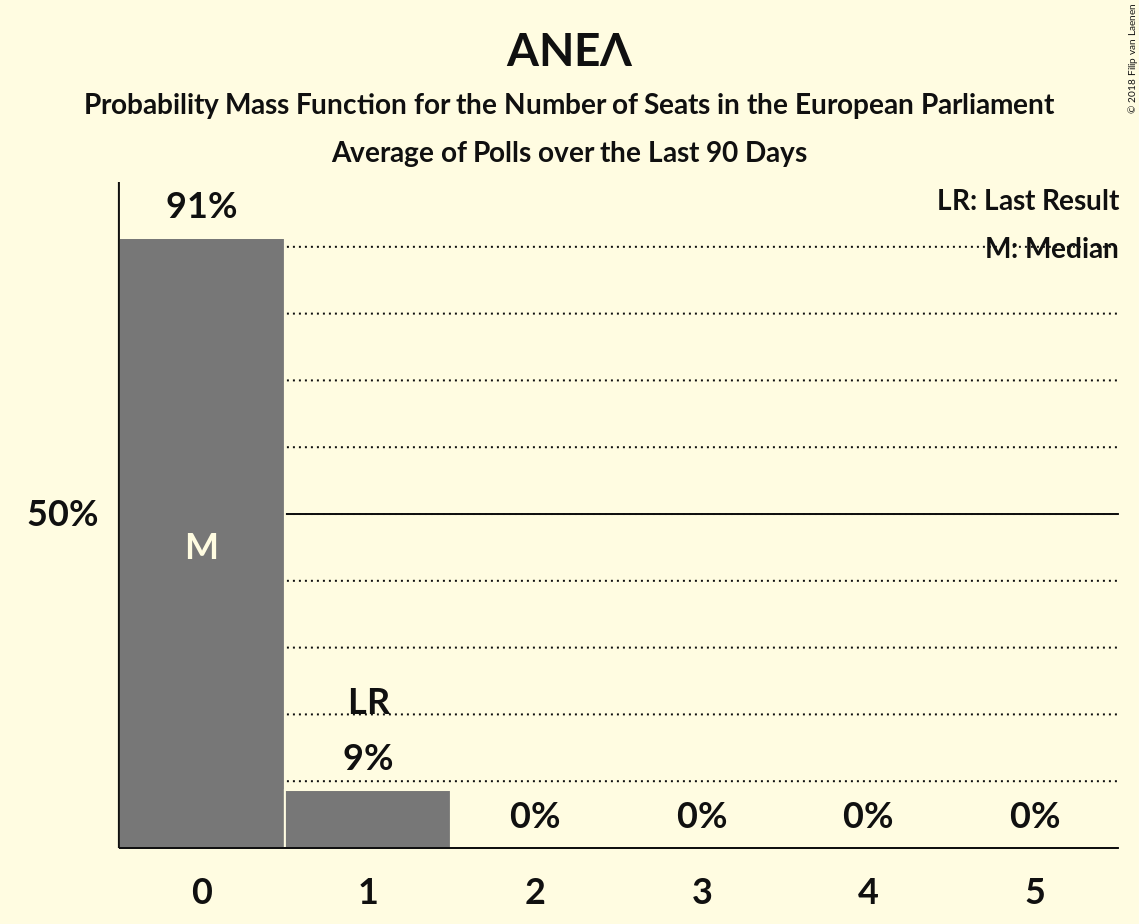 ΑΝΕΛ
Probability Mass Function for the Number of Seats in the European Parliament
Average of Polls over the Last 90 Days
© 2018 Filip van Laenen
LR: Last Result
M: Median
91%
50%
M
LR
9%
0%
0%
0%
0%
0 1 2 3 4 5